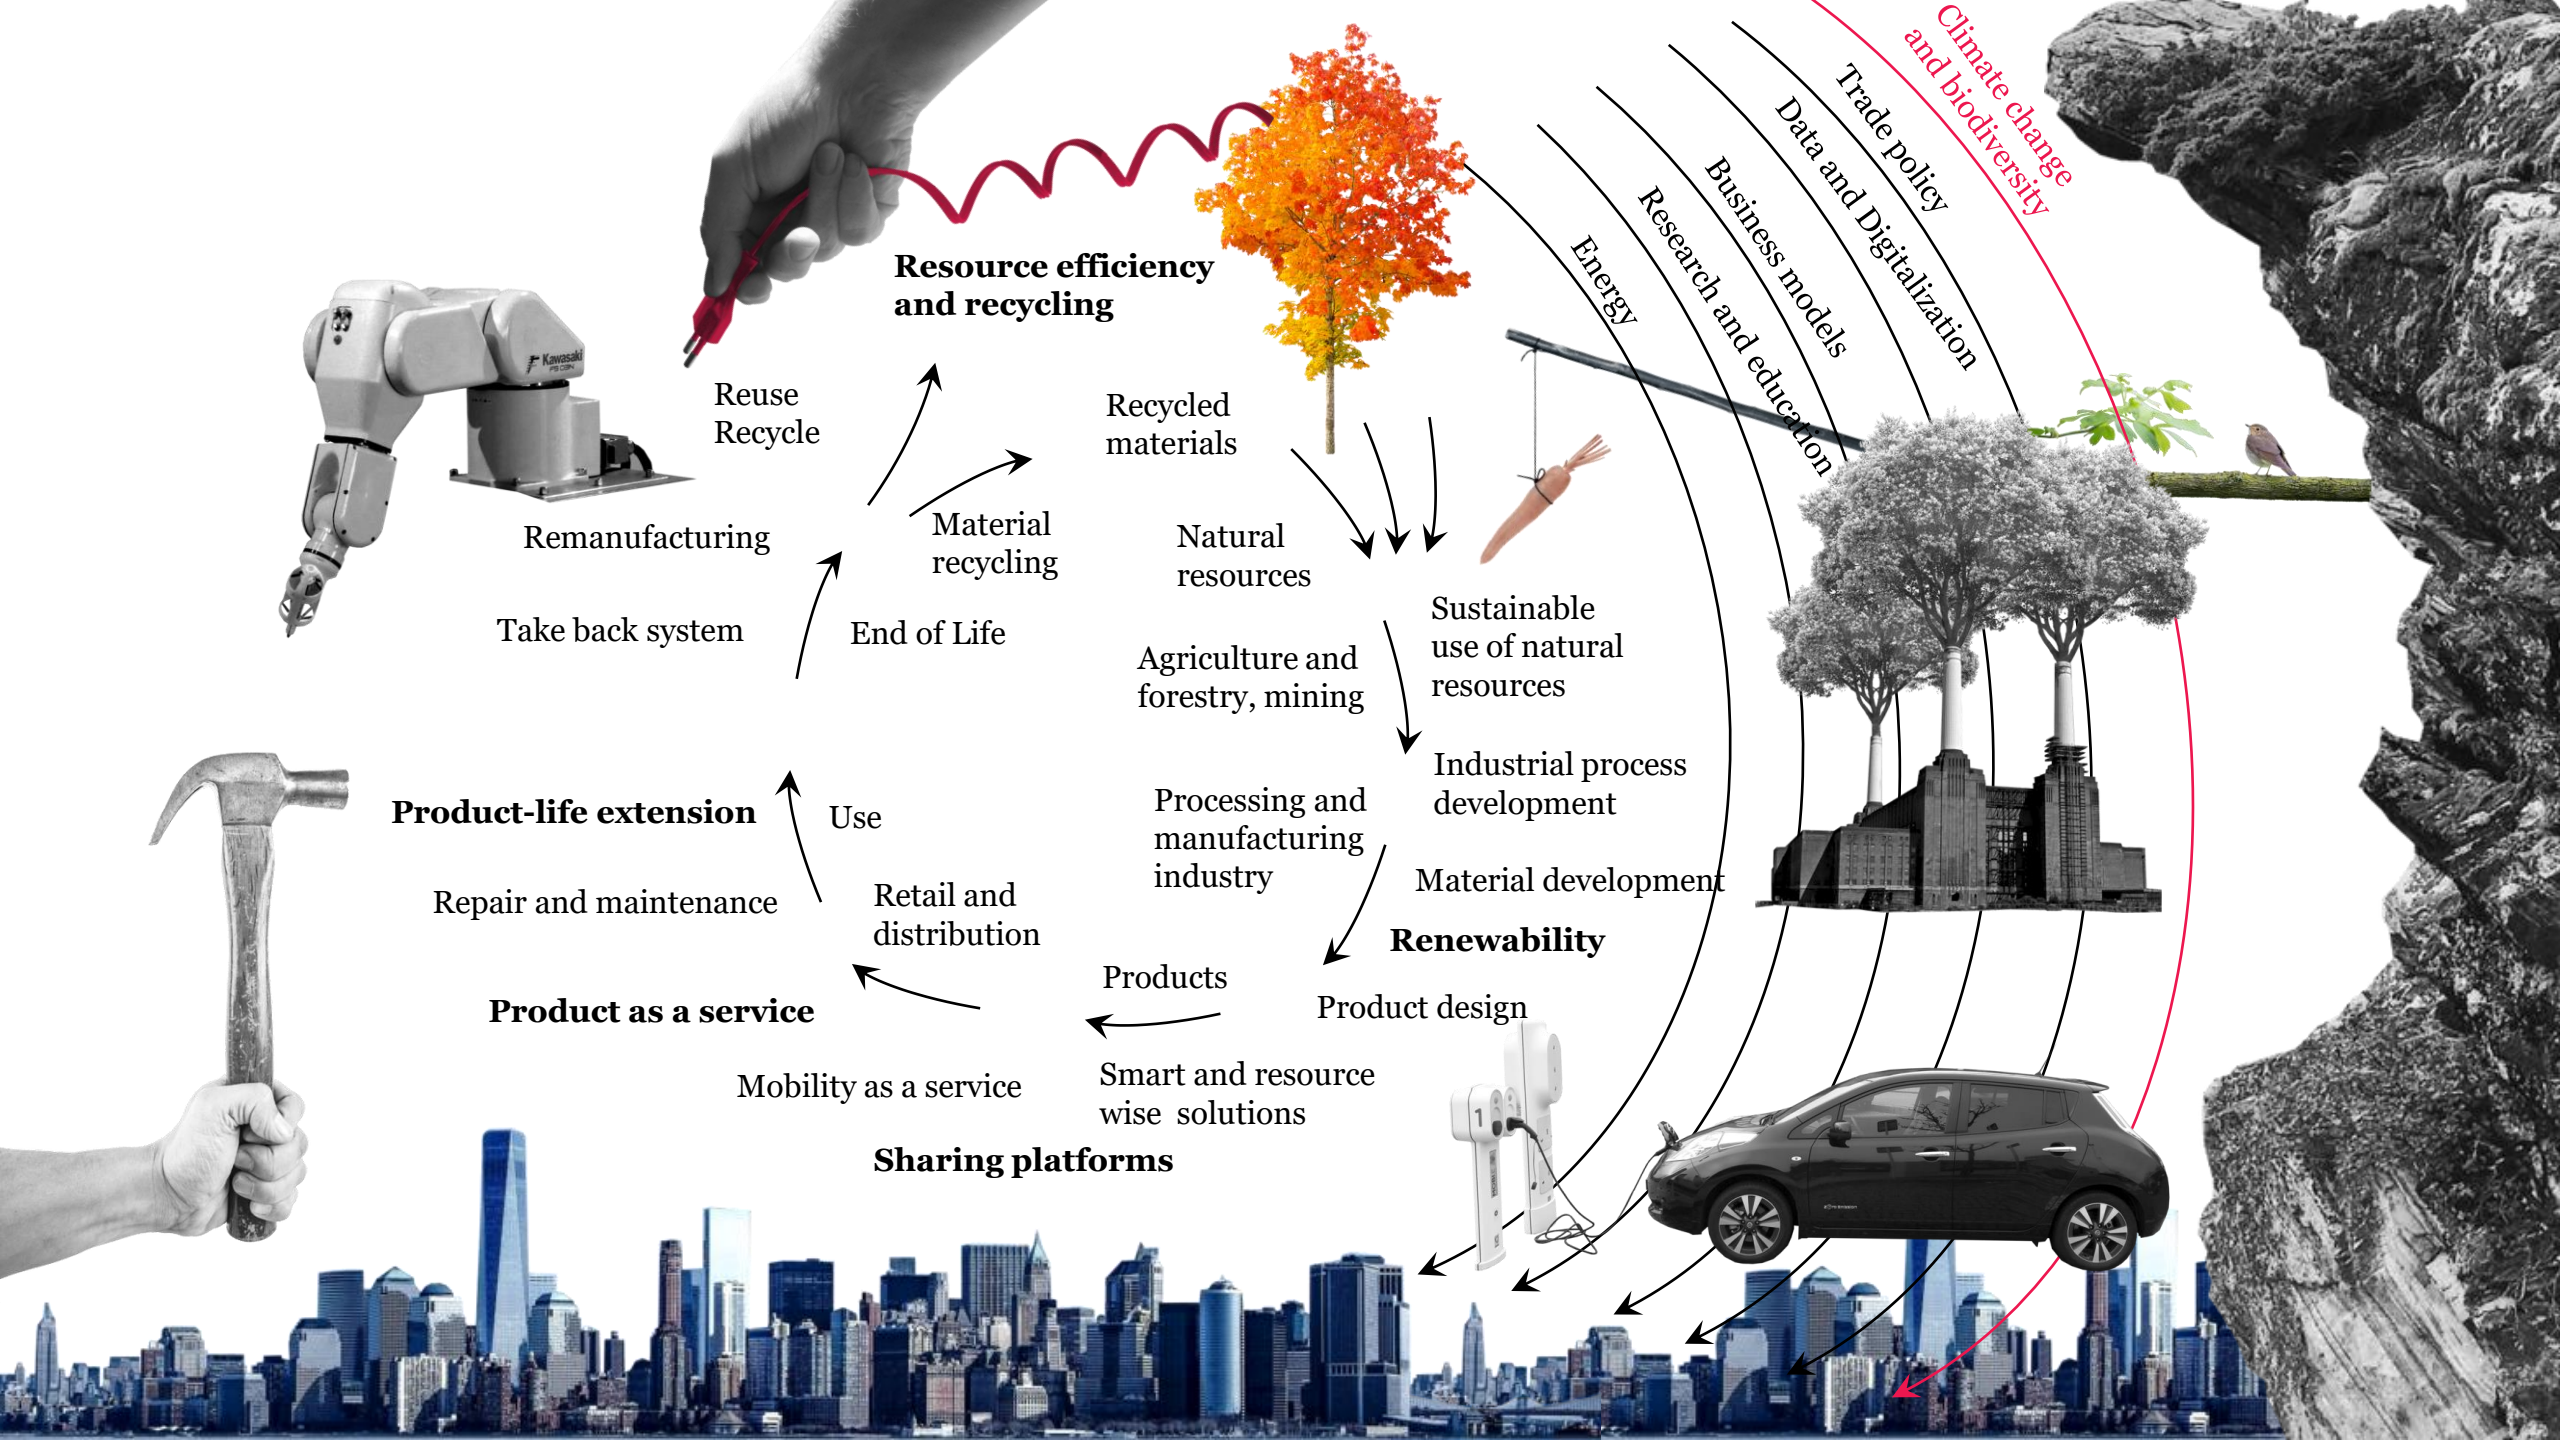 Climate change
and biodiversity
Trade policy
Data and Digitalization
Business models
Research and education
Energy
Resource efficiency
and recycling
Kawasaki
Reuse
Recycle
Recycled
materials
Remanufacturing
Material
recycling
Natural
resources
Take back system
End of Life
Sustainable
use of natural
resources
Agriculture and
forestry, mining
Industrial process
development
Product-life extension
Use
Processing and
manufacturing
industry
Material development
Repair and maintenance
Retail and
distribution
Renewability
Products
Product design
Product as a service
Mobility as a service
Smart and resource
wise solutions
Sharing platforms
1